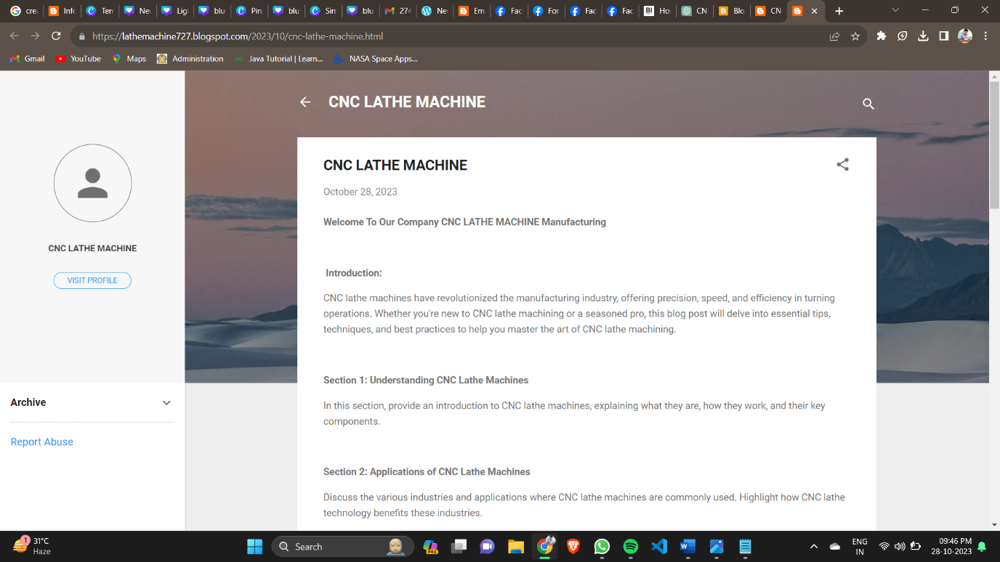 crea
Info
Ten
Neu
Ligh
blu
Pin
blu
Sin
blu
274
Nev
Ema
Fac
For
Fac
Fac
Hov
CN
Blo
CN
https://lathemachine727.blogspot.com/2023/10/cnc-lathe-machine.html
Gmail
YouTube
Maps
Administration
Java Tutorial | Learn...
NASA Space Apps...
CNC LATHE MACHINE
VISIT PROFILE
Archive
Report Abuse
CNC LATHE MACHINE
CNC LATHE MACHINE
October 28, 2023
Welcome To Our Company CNC LATHE MACHINE Manufacturing
Introduction:
CNC lathe machines have revolutionized the manufacturing industry, offering precision, speed, and efficiency in turning
operations. Whether you're new to CNC lathe machining or a seasoned pro, this blog post will delve into essential tips,
techniques, and best practices to help you master the art of CNC lathe machining.
Section 1: Understanding CNC Lathe Machines
In this section, provide an introduction to CNC lathe machines, explaining what they are, how they work, and their key
components.
Section 2: Applications of CNC Lathe Machines
Discuss the various industries and applications where CNC lathe machines are commonly used. Highlight how CNC lathe
technology benefits these industries.
1
31°C
Haze
Search
PRE
ENG
IN
09:46 PM
28-10-2023